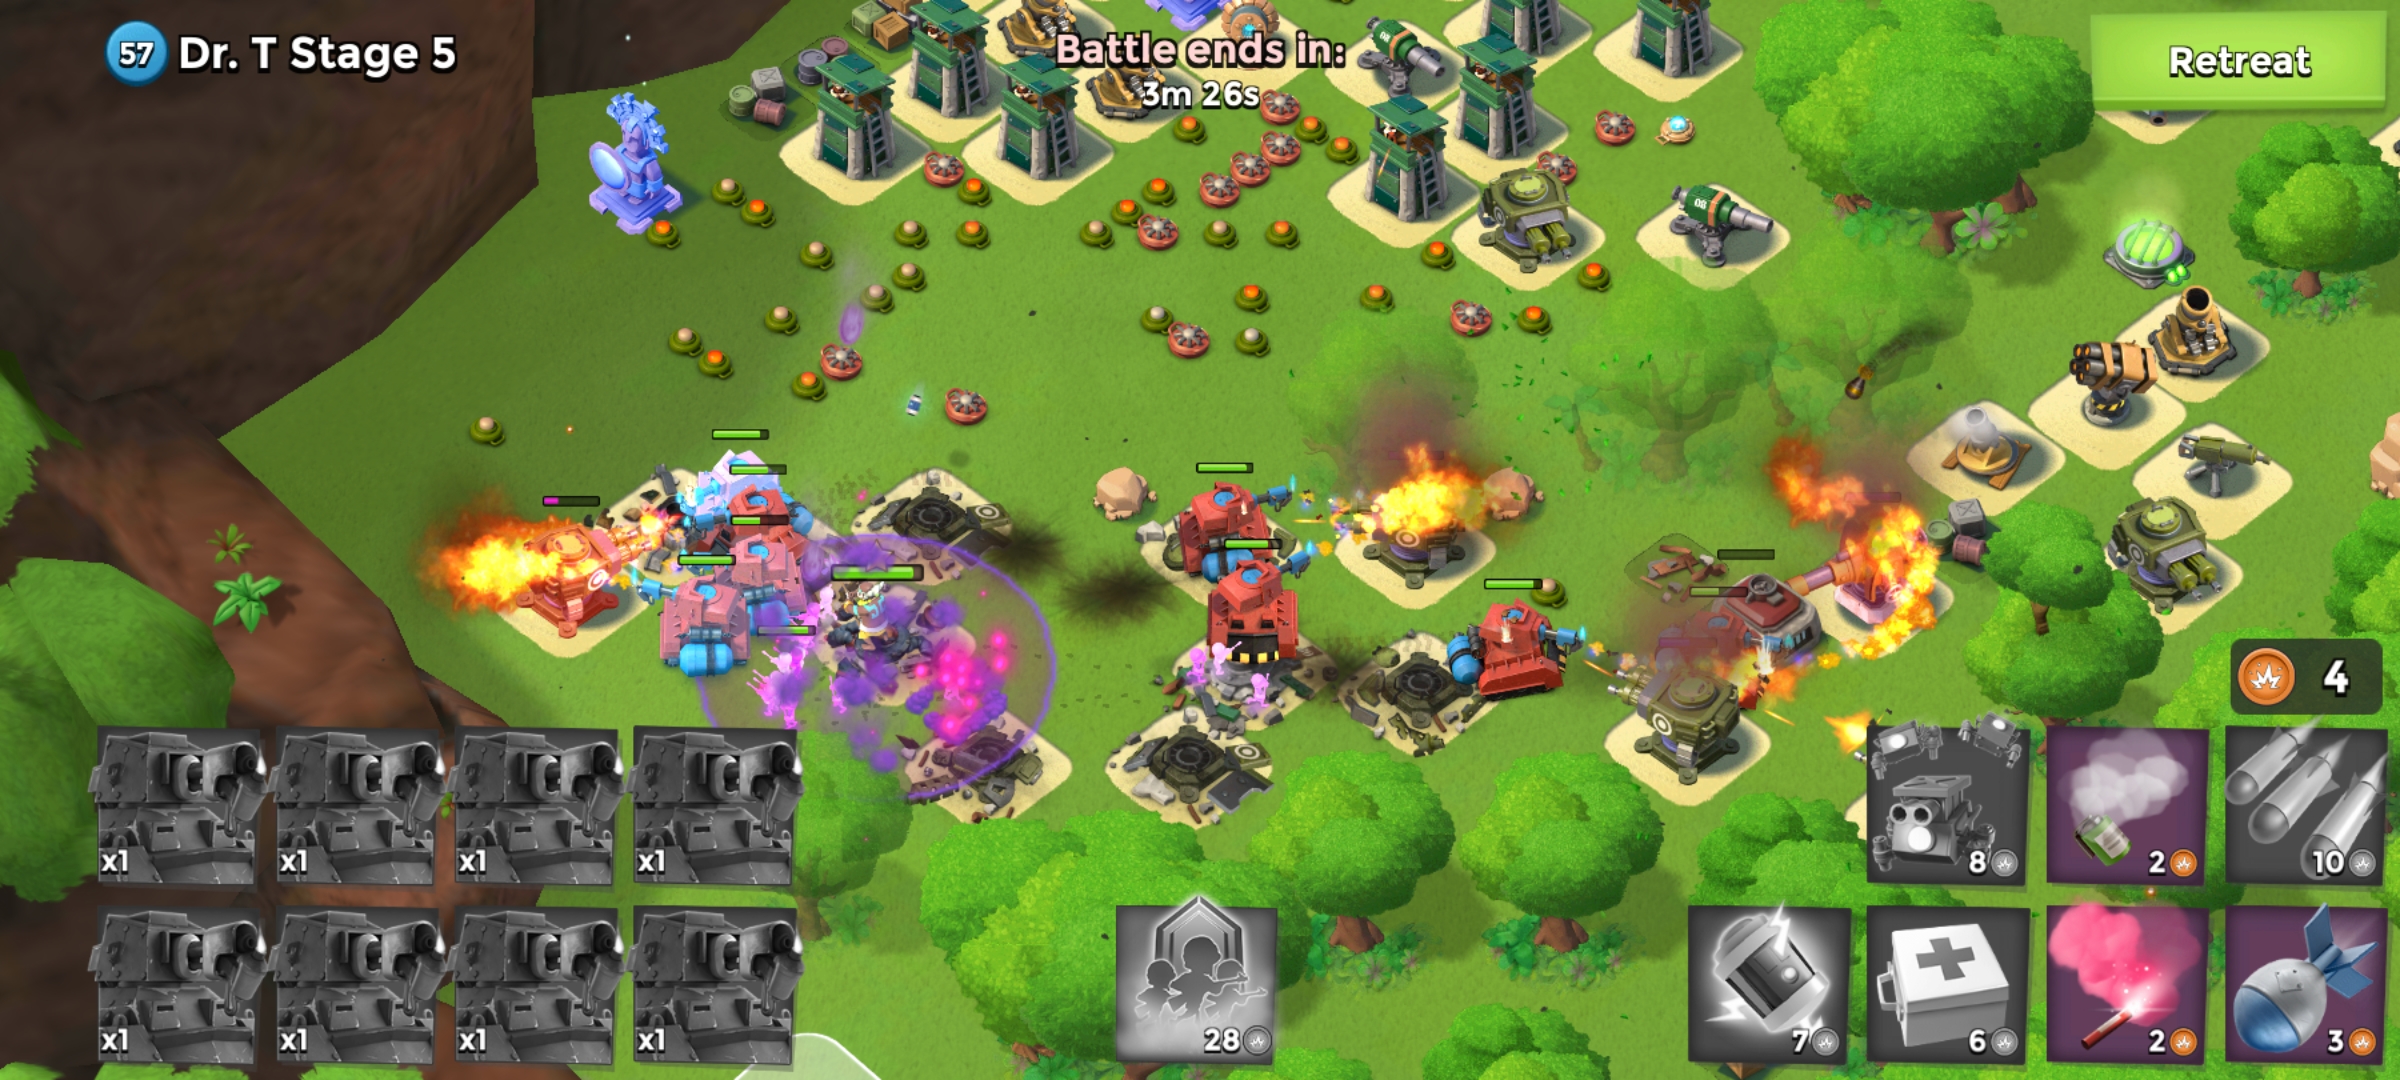 57 Dr. T Stage 5
Battle ends in:
3m 26s
Retreat
4
x1 x1 x1 x1
8 2 10
x1 x1 x1 x1
28 7 6 2 3